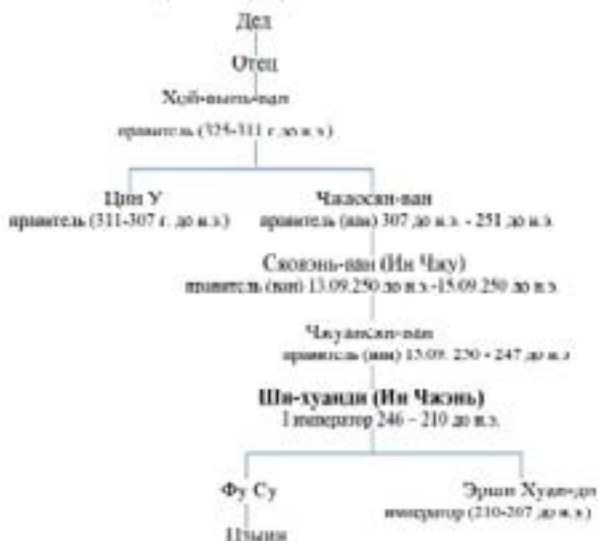 Дед
Отец
Хой-вынь-ван
правитель (325-311 г. до н.э.)
Цин У
правитель (311-307 г. до н.э.)
Чжаосян-ван
правитель (ван) 307 до н.э. - 251 до н.э.
Сяовэнь-ван (Ин Чжу)
правитель (ван) 13.09.250 до н.э.-15.09.250 до н.э.
Чжуансян-ван
правитель (ван) 15.09. 250 - 247 до н.э
Ши-хуанди (Ин Чжэнь)
I император 246 – 210 до н.э.
Фу Су
Эрши Хуан-ди
император (210-207 до н.э.)
Цзыин